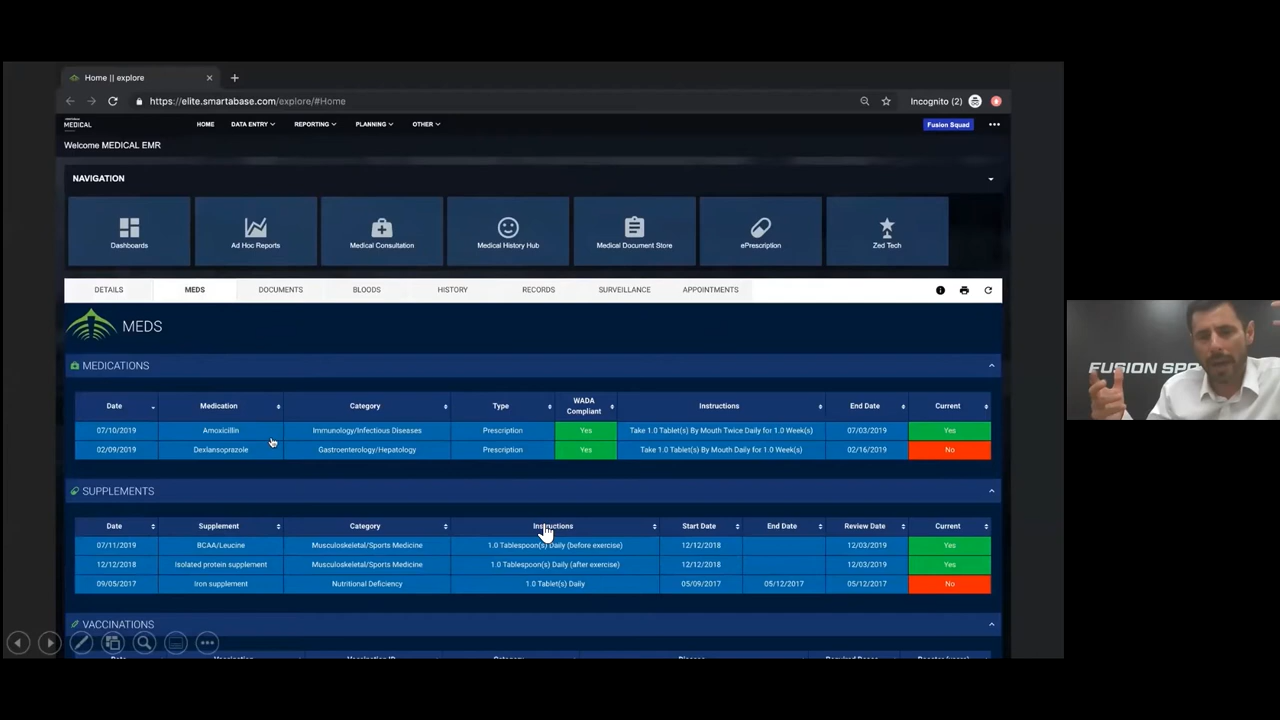 Home || explore
https://elite.smartabase.com/explore/#Home
Incognito (2)
MEDICAL
HOME
DATA ENTRY
REPORTING
PLANNING
OTHER
Fusion Squad
Welcome MEDICAL EMR
NAVIGATION
Dashboards
Ad Hoc Reports
Medical Consultation
Medical History Hub
Medical Document Store
ePrescription
Zed Tech
DETAILS
MEDS
DOCUMENTS
BLOODS
HISTORY
RECORDS
SURVEILLANCE
APPOINTMENTS
MEDS
MEDICATIONS
Date Medication Category Type WADA Compliant Instructions End Date Current
07/10/2019 Amoxicillin Immunology/Infectious Diseases Prescription Yes Take 1.0 Tablet(s) By Mouth Twice Daily for 1.0 Week(s) 07/03/2019 Yes
02/09/2019 Dexlansoprazole Gastroenterology/Hepatology Prescription Yes Take 1.0 Tablet(s) By Mouth Daily for 1.0 Week(s) 02/16/2019 No
SUPPLEMENTS
Date Supplement Category Instructions Start Date End Date Review Date Current
07/11/2019 BCAA/Leucine Musculoskeletal/Sports Medicine 1.0 Tablespoon(s) Daily (before exercise) 12/12/2018 12/03/2019 Yes
12/12/2018 Isolated protein supplement Musculoskeletal/Sports Medicine 1.0 Tablespoon(s) Daily (after exercise) 12/12/2018 12/03/2019 Yes
09/05/2017 Iron supplement Nutritional Deficiency 1.0 Tablet(s) Daily 05/09/2017 05/12/2017 05/12/2017 No
VACCINATIONS
FUSION SPO